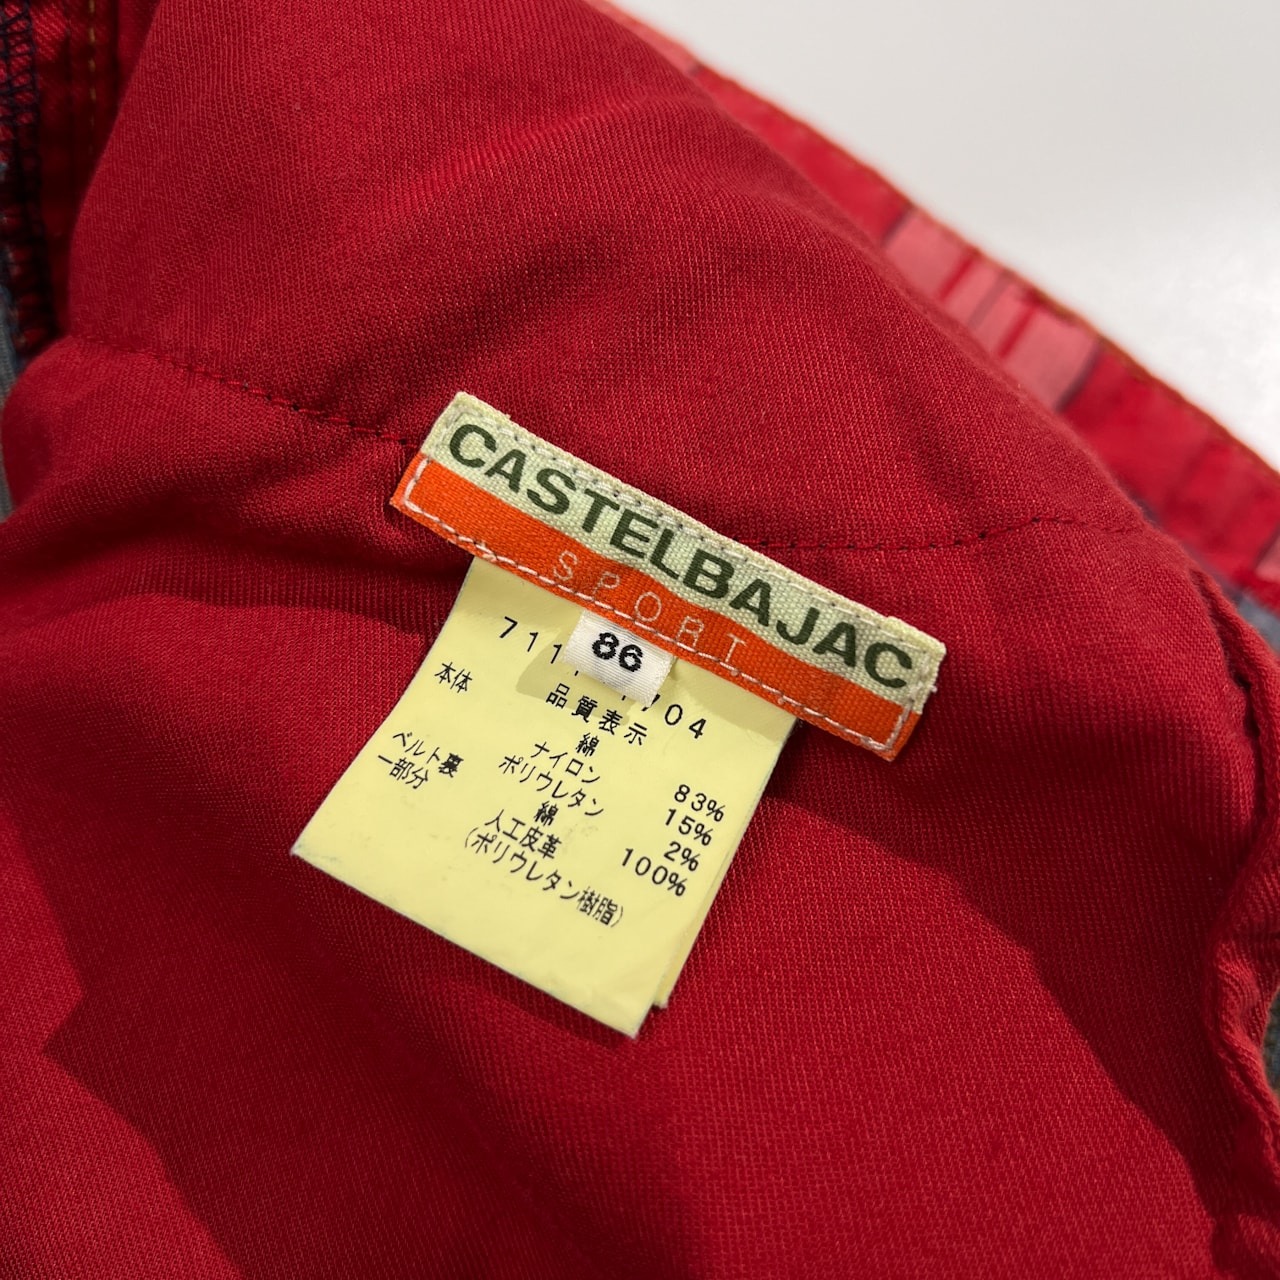 CASTELBAJAC
SPORT
86
711
704
品質表示
本体
綿 83%
ナイロン 15%
ポリウレタン 2%
ベルト裏 綿 100%
一部分 人工皮革
(ポリウレタン樹脂)